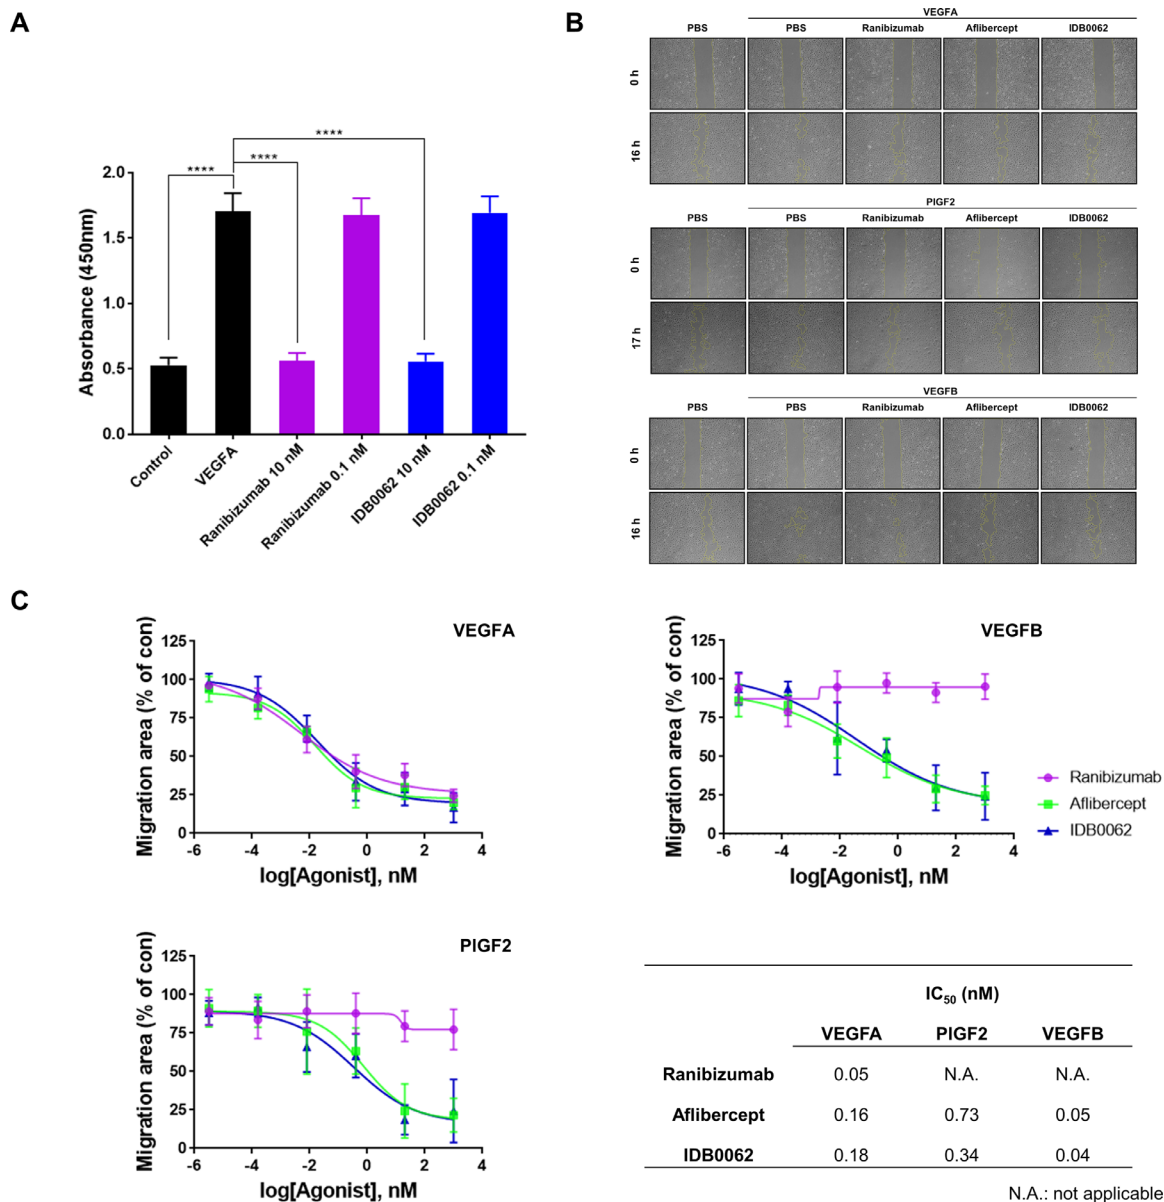 A
Absorbance (450nm)
2.0
1.5
1.0
0.5
0.0
****
****
****
Control
VEGFA
Ranibizumab 10 nM
Ranibizumab 0.1 nM
IDB0062 10 nM
IDB0062 0.1 nM
B
VEGFA
PBS PBS Ranibizumab Aflibercept IDB0062
0 h
16 h
PIGF2
PBS PBS Ranibizumab Aflibercept IDB0062
0 h
17 h
VEGFB
PBS PBS Ranibizumab Aflibercept IDB0062
0 h
16 h
C
VEGFA
Migration area (% of con)
125
100
75
50
25
0
-6 -4 -2 0 2 4
log[Agonist], nM
VEGFB
Migration area (% of con)
125
100
75
50
25
0
-6 -4 -2 0 2 4
log[Agonist], nM
Ranibizumab
Aflibercept
IDB0062
PIGF2
Migration area (% of con)
125
100
75
50
25
0
-6 -4 -2 0 2 4
log[Agonist], nM
IC50 (nM)
VEGFA PIGF2 VEGFB
Ranibizumab 0.05 N.A. N.A.
Aflibercept 0.16 0.73 0.05
IDB0062 0.18 0.34 0.04
N.A.: not applicable